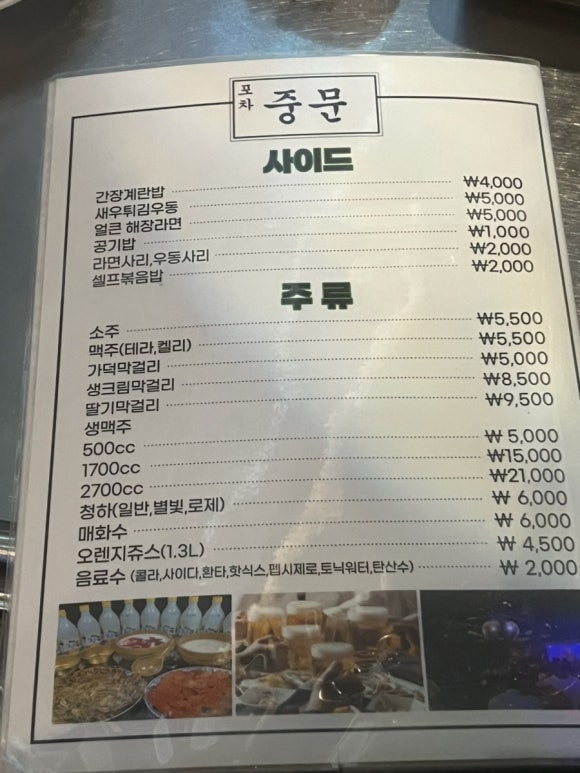 포차 중문
사이드
간장계란밥 ₩4,000
새우튀김우동 ₩5,000
얼큰 해장라면 ₩5,000
공기밥 ₩1,000
라면사리,우동사리 ₩2,000
셀프볶음밥 ₩2,000
주류
소주 ₩5,500
맥주(테라,켈리) ₩5,500
가덕막걸리 ₩5,000
생크림막걸리 ₩8,500
딸기막걸리 ₩9,500
생맥주
500cc ₩ 5,000
1700cc ₩15,000
2700cc ₩21,000
청하(일반,별빛,로제) ₩ 6,000
매화수 ₩ 6,000
오렌지쥬스(1.3L) ₩ 4,500
음료수 (콜라,사이다,환타,핫식스,펩시제로,토닉워터,탄산수) ₩ 2,000